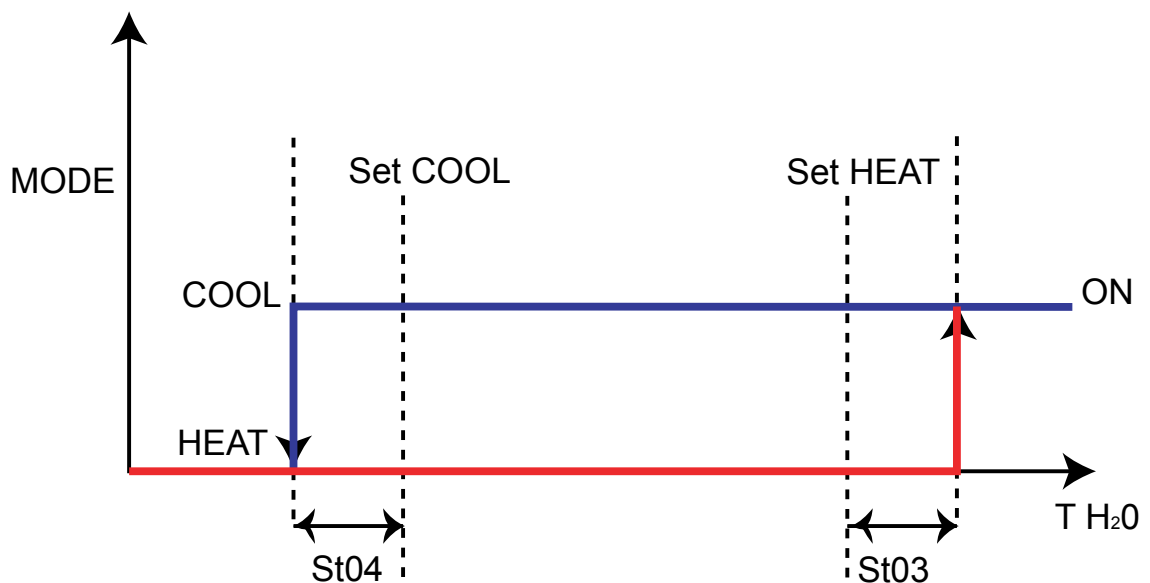 MODE
Set COOL
Set HEAT
COOL
ON
HEAT
T H₂0
St04
St03